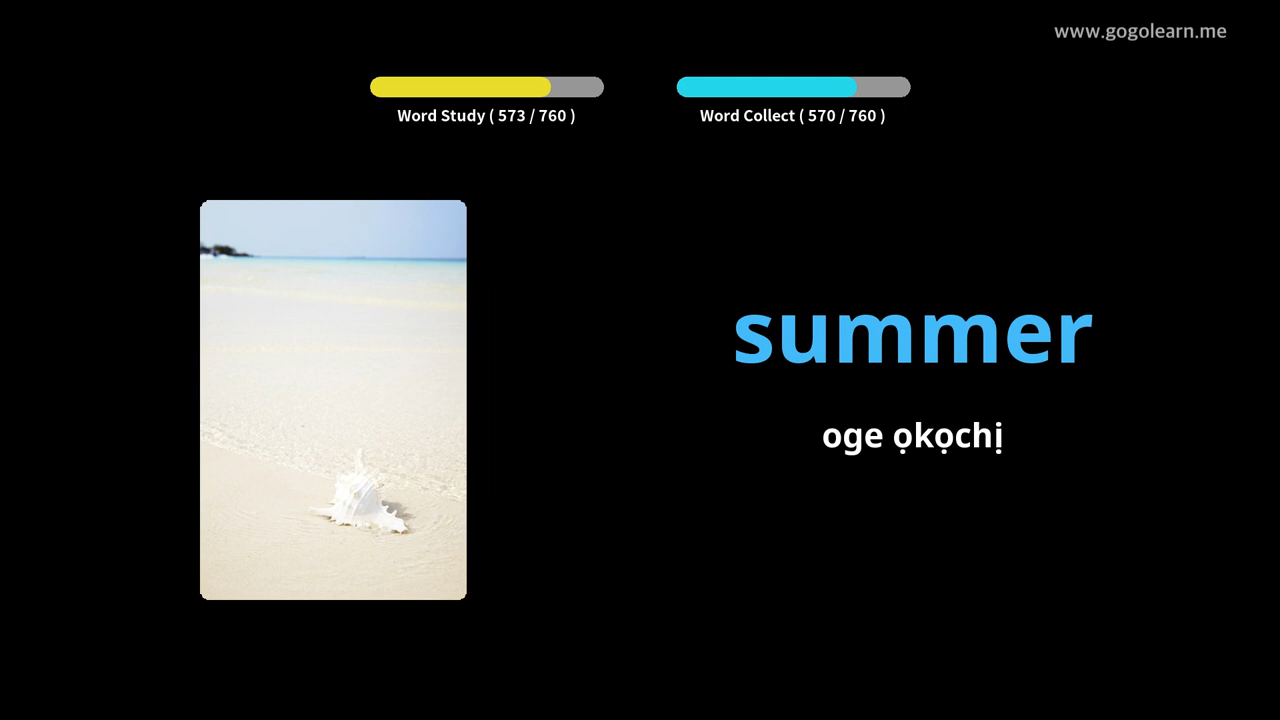 www.gogolearn.me
Word Study ( 573 / 760 )
Word Collect ( 570 / 760 )
summer
oge ọkọchị